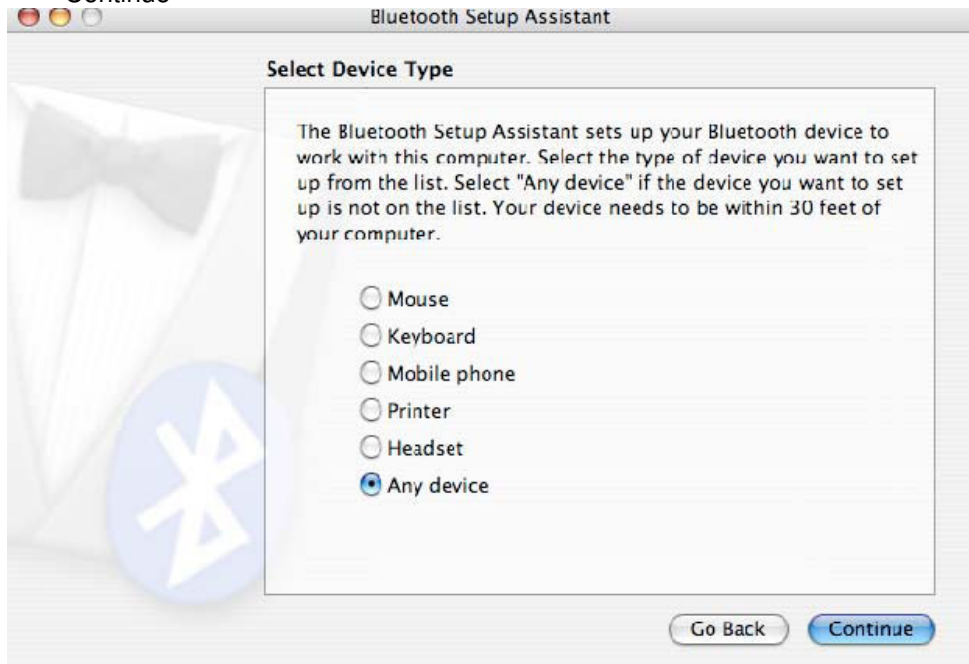 Continue
Bluetooth Setup Assistant
Select Device Type
The Bluetooth Setup Assistant sets up your Bluetooth device to
work with this computer. Select the type of device you want to set
up from the list. Select "Any device" if the device you want to set
up is not on the list. Your device needs to be within 30 feet of
your computer.
Mouse
Keyboard
Mobile phone
Printer
Headset
Any device
Go Back Continue